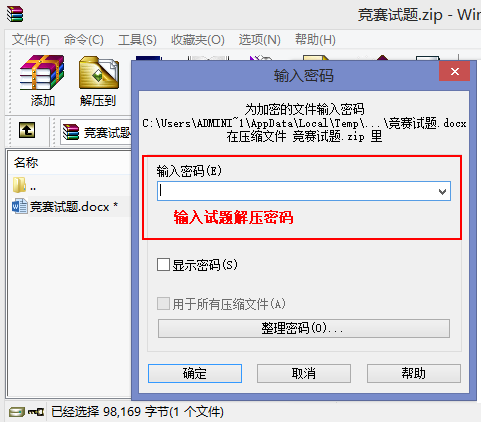 竞赛试题.zip - Win
文件(F) 命令(C) 工具(S) 收藏夹(O) 选项(N) 帮助(H)
添加 解压到
竞赛试题
名称
..
竞赛试题.docx *
输入密码
为加密的文件输入密码
C:\Users\ADMINI~1\AppData\Local\Temp\...\竞赛试题.docx
在压缩文件 竞赛试题.zip 里
输入密码(E)
输入试题解压密码
显示密码(S)
用于所有压缩文件(A)
整理密码(O)...
确定 取消 帮助
已经选择 98,169 字节(1 个文件)